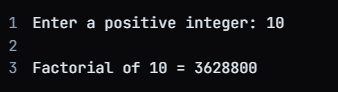 1 Enter a positive integer: 10
2
3 Factorial of 10 = 3628800